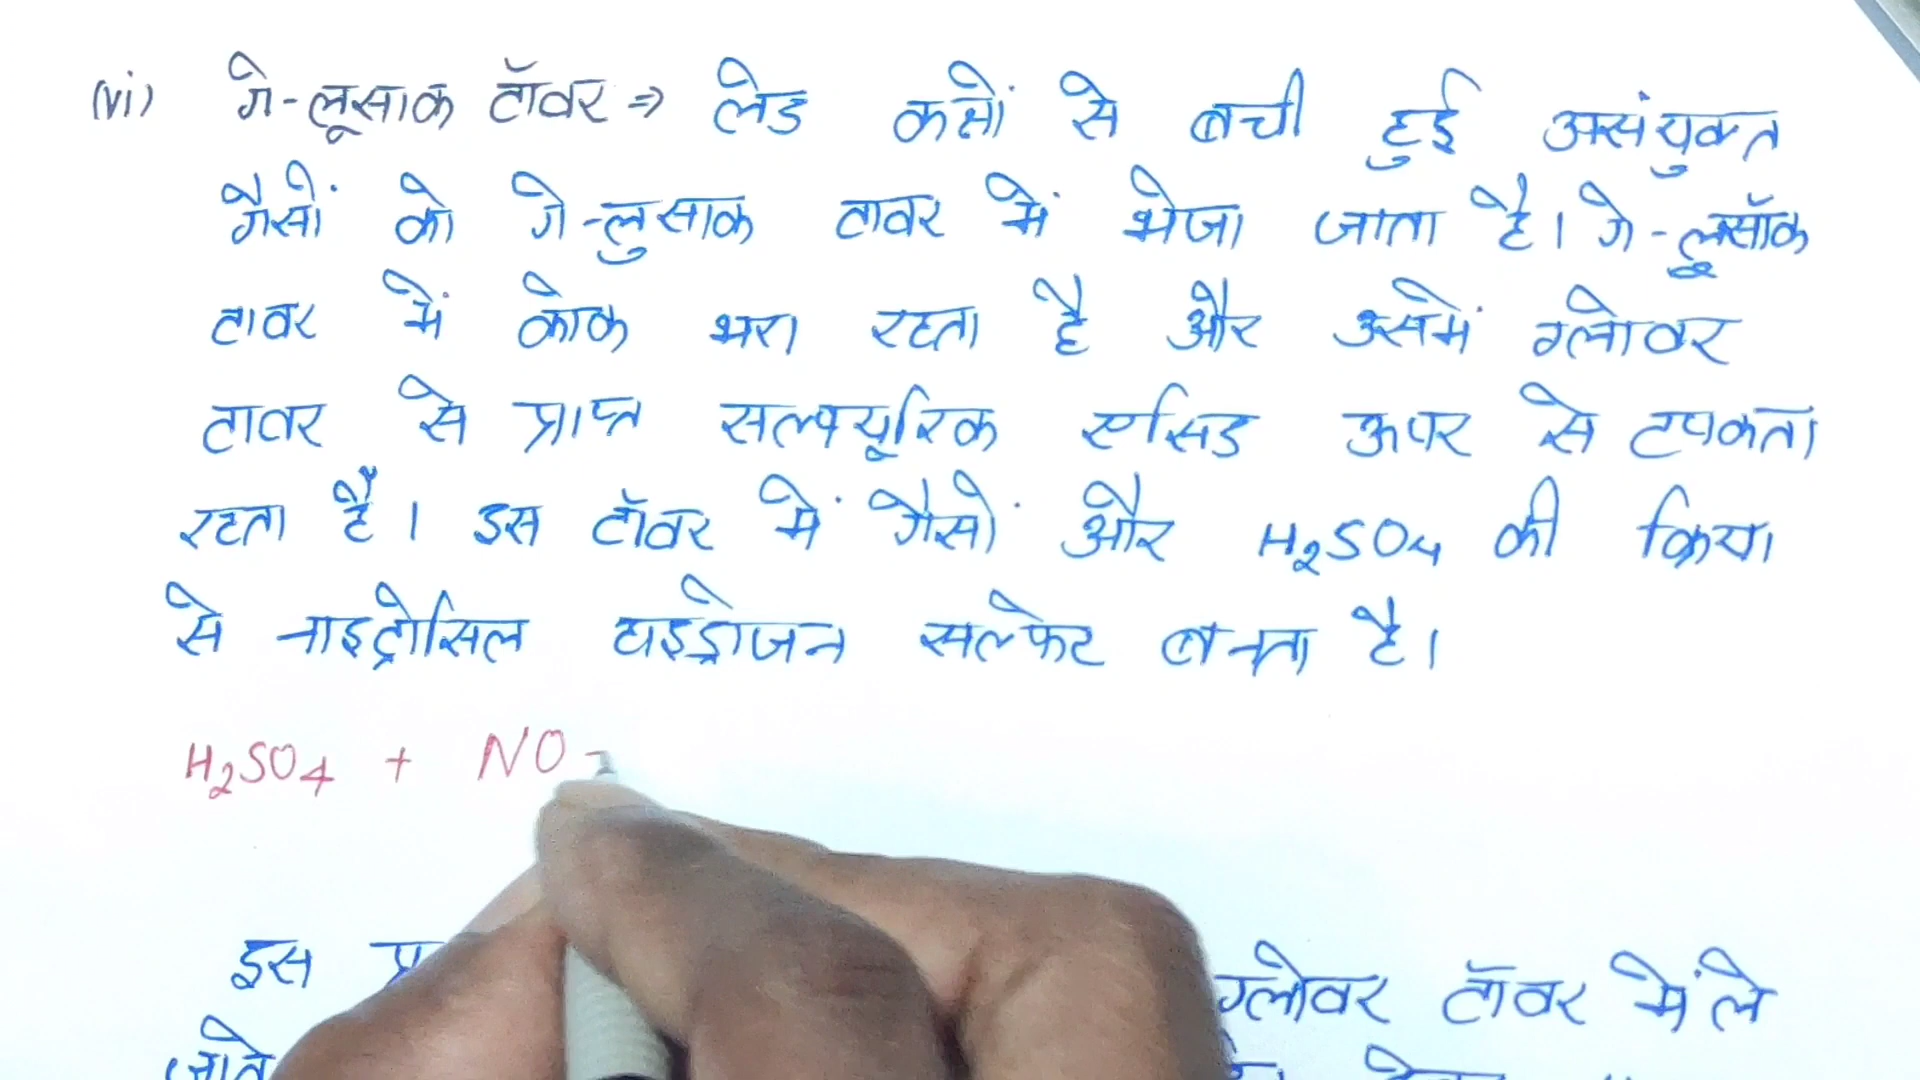 (vi) गे-लूसाक टॉवर ⇒ लेड कक्षों से बची हुई असंयुक्त
गैसों को गे-लुसाक टावर में भेजा जाता है। गे-लूसॉक
टावर में कोक भरा रहता है और उसमें ग्लोवर
टावर से प्राप्त सल्फ्यूरिक एसिड ऊपर से टपकता
रहता है। इस टॉवर में गैसों और H₂SO₄ की क्रिया
से नाइट्रोसिल हाइड्रोजन सल्फेट बनता है।
H₂SO₄ + NO
इस ग्लोवर टॉवर में ले
जाते